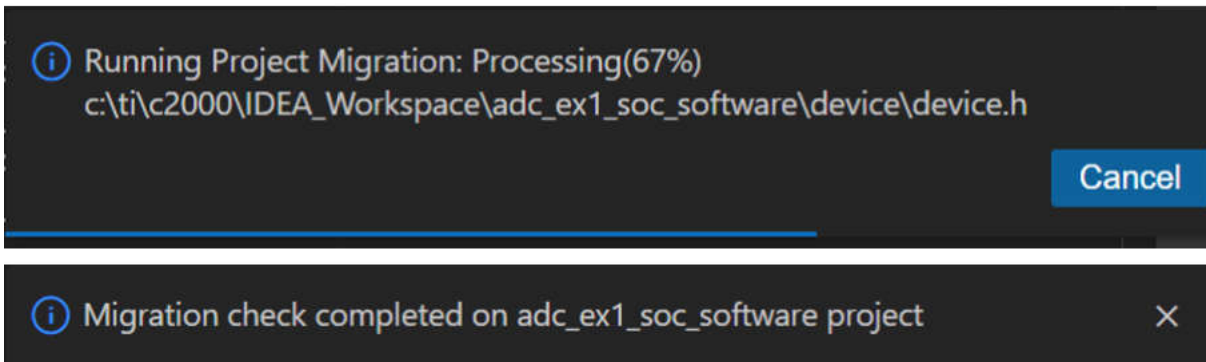 Running Project Migration: Processing(67%)
c:\ti\c2000\IDEA_Workspace\adc_ex1_soc_software\device\device.h
Cancel
Migration check completed on adc_ex1_soc_software project